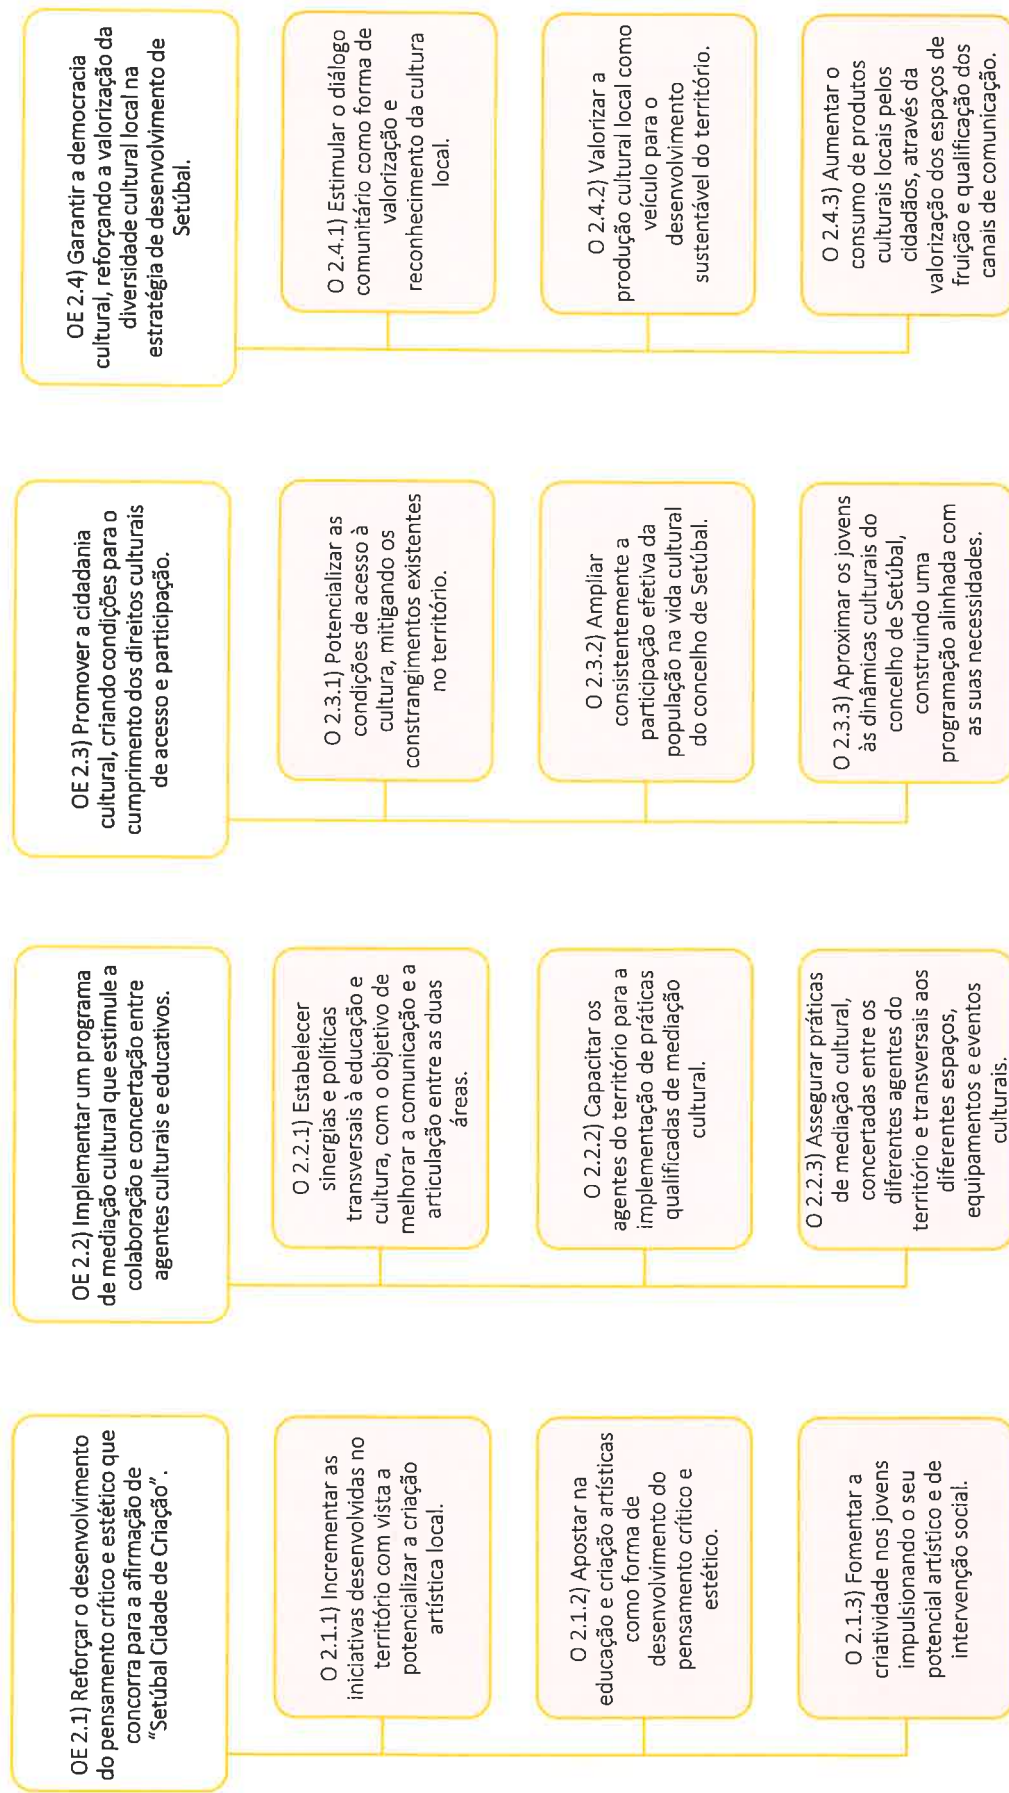 OE 2.1) Reforçar o desenvolvimento
do pensamento crítico e estético que
concorra para a afirmação de
“Setúbal Cidade de Criação”.
O 2.1.1) Incrementar as
iniciativas desenvolvidas no
território com vista a
potencializar a criação
artística local.
O 2.1.2) Apostar na
educação e criação artísticas
como forma de
desenvolvimento do
pensamento crítico e
estético.
O 2.1.3) Fomentar a
criatividade nos jovens
impulsionando o seu
potencial artístico e de
intervenção social.
OE 2.2) Implementar um programa
de mediação cultural que estimule a
colaboração e concertação entre
agentes culturais e educativos.
O 2.2.1) Estabelecer
sinergias e políticas
transversais à educação e
cultura, com o objetivo de
melhorar a comunicação e a
articulação entre as duas
áreas.
O 2.2.2) Capacitar os
agentes do território para a
implementação de práticas
qualificadas de mediação
cultural.
O 2.2.3) Assegurar práticas
de mediação cultural,
concertadas entre os
diferentes agentes do
território e transversais aos
diferentes espaços,
equipamentos e eventos
culturais.
OE 2.3) Promover a cidadania
cultural, criando condições para o
cumprimento dos direitos culturais
de acesso e participação.
O 2.3.1) Potencializar as
condições de acesso à
cultura, mitigando os
constrangimentos existentes
no território.
O 2.3.2) Ampliar
consistentemente a
participação efetiva da
população na vida cultural
do concelho de Setúbal.
O 2.3.3) Aproximar os jovens
às dinâmicas culturais do
concelho de Setúbal,
construindo uma
programação alinhada com
as suas necessidades.
OE 2.4) Garantir a democracia
cultural, reforçando a valorização da
diversidade cultural local na
estratégia de desenvolvimento de
Setúbal.
O 2.4.1) Estimular o diálogo
comunitário como forma de
valorização e
reconhecimento da cultura
local.
O 2.4.2) Valorizar a
produção cultural local como
veículo para o
desenvolvimento
sustentável do território.
O 2.4.3) Aumentar o
consumo de produtos
culturais locais pelos
cidadãos, através da
valorização dos espaços de
fruição e qualificação dos
canais de comunicação.